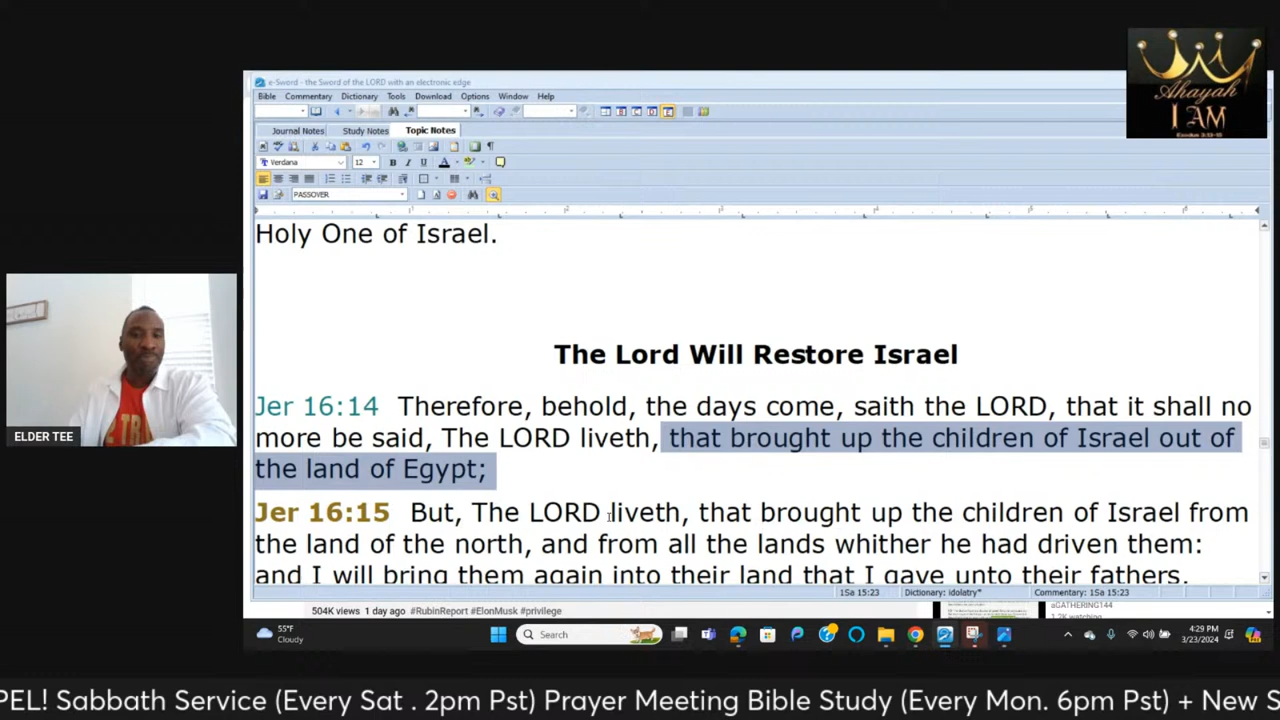 Ahayah
I AM
Exodus 3:13-15
e-Sword - the Sword of the LORD with an electronic edge
Bible Commentary Dictionary Tools Download Options Window Help
Journal Notes Study Notes Topic Notes
Verdana 12 B I U A
PASSOVER
Holy One of Israel.
The Lord Will Restore Israel
Jer 16:14 Therefore, behold, the days come, saith the LORD, that it shall no
more be said, The LORD liveth, that brought up the children of Israel out of
the land of Egypt;
Jer 16:15 But, The LORD liveth, that brought up the children of Israel from
the land of the north, and from all the lands whither he had driven them:
and I will bring them again into their land that I gave unto their fathers.
ELDER TEE
1Sa 15:23 Dictionary: idolatry* Commentary: 1Sa 15:23
504K views 1 day ago #RubinReport #ElonMusk #privilege
aGATHERING144
1.2K watching
55°F
Cloudy
Search
4:29 PM
3/23/2024
PEL! Sabbath Service (Every Sat . 2pm Pst) Prayer Meeting Bible Study (Every Mon. 6pm Pst) + New S